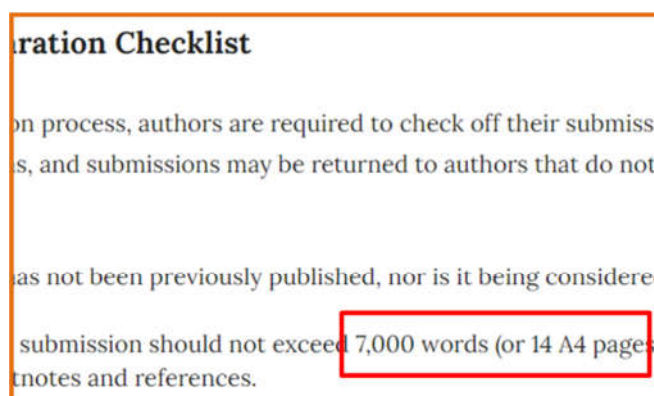 ration Checklist
on process, authors are required to check off their submiss
s, and submissions may be returned to authors that do not
as not been previously published, nor is it being considere
submission should not exceed 7,000 words (or 14 A4 pages
tnotes and references.